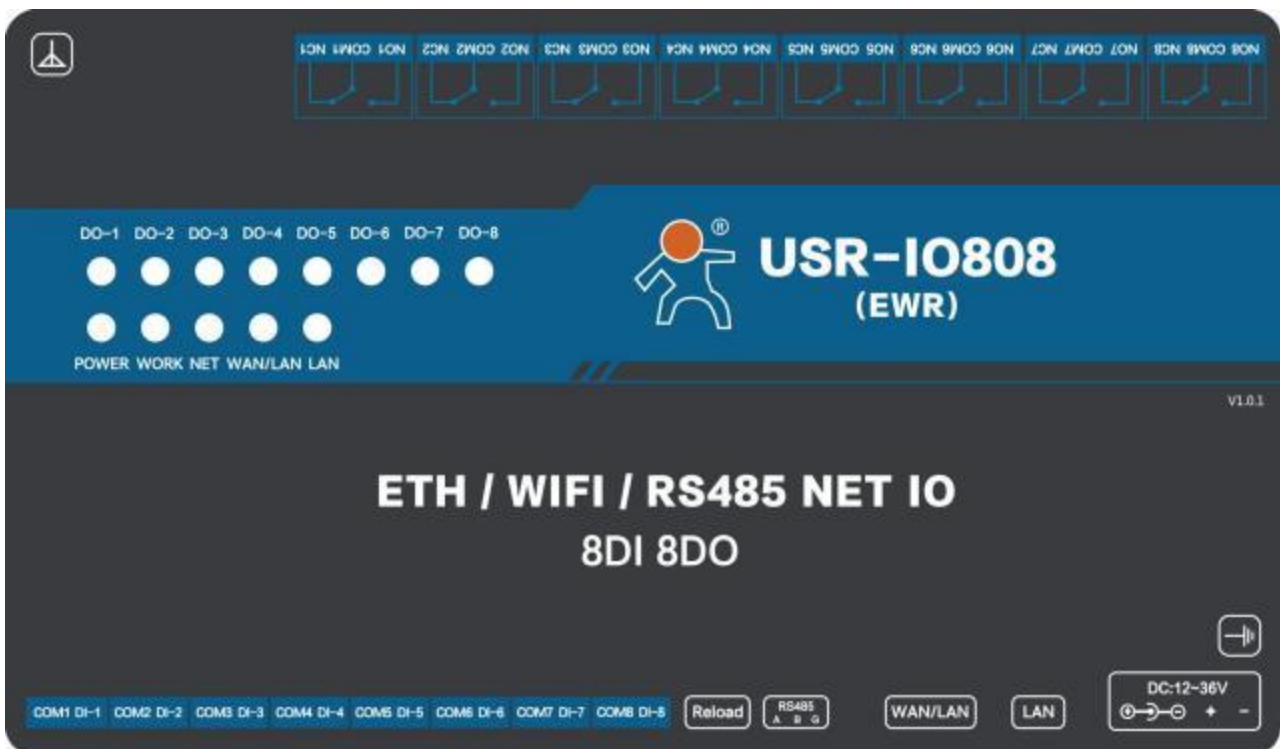 NO8 COM8 NC8 NO7 COM7 NC7 NO6 COM6 NC6 NO5 COM5 NC5 NO4 COM4 NC4 NO3 COM3 NC3 NO2 COM2 NC2 NO1 COM1 NC1
DO-1 DO-2 DO-3 DO-4 DO-5 DO-6 DO-7 DO-8
POWER WORK NET WAN/LAN LAN
®
USR-IO808
(EWR)
V1.0.1
ETH / WIFI / RS485 NET IO
8DI 8DO
COM1 DI-1 COM2 DI-2 COM3 DI-3 COM4 DI-4 COM5 DI-5 COM6 DI-6 COM7 DI-7 COM8 DI-8
Reload
RS485
A B G
WAN/LAN
LAN
DC:12~36V
+ -